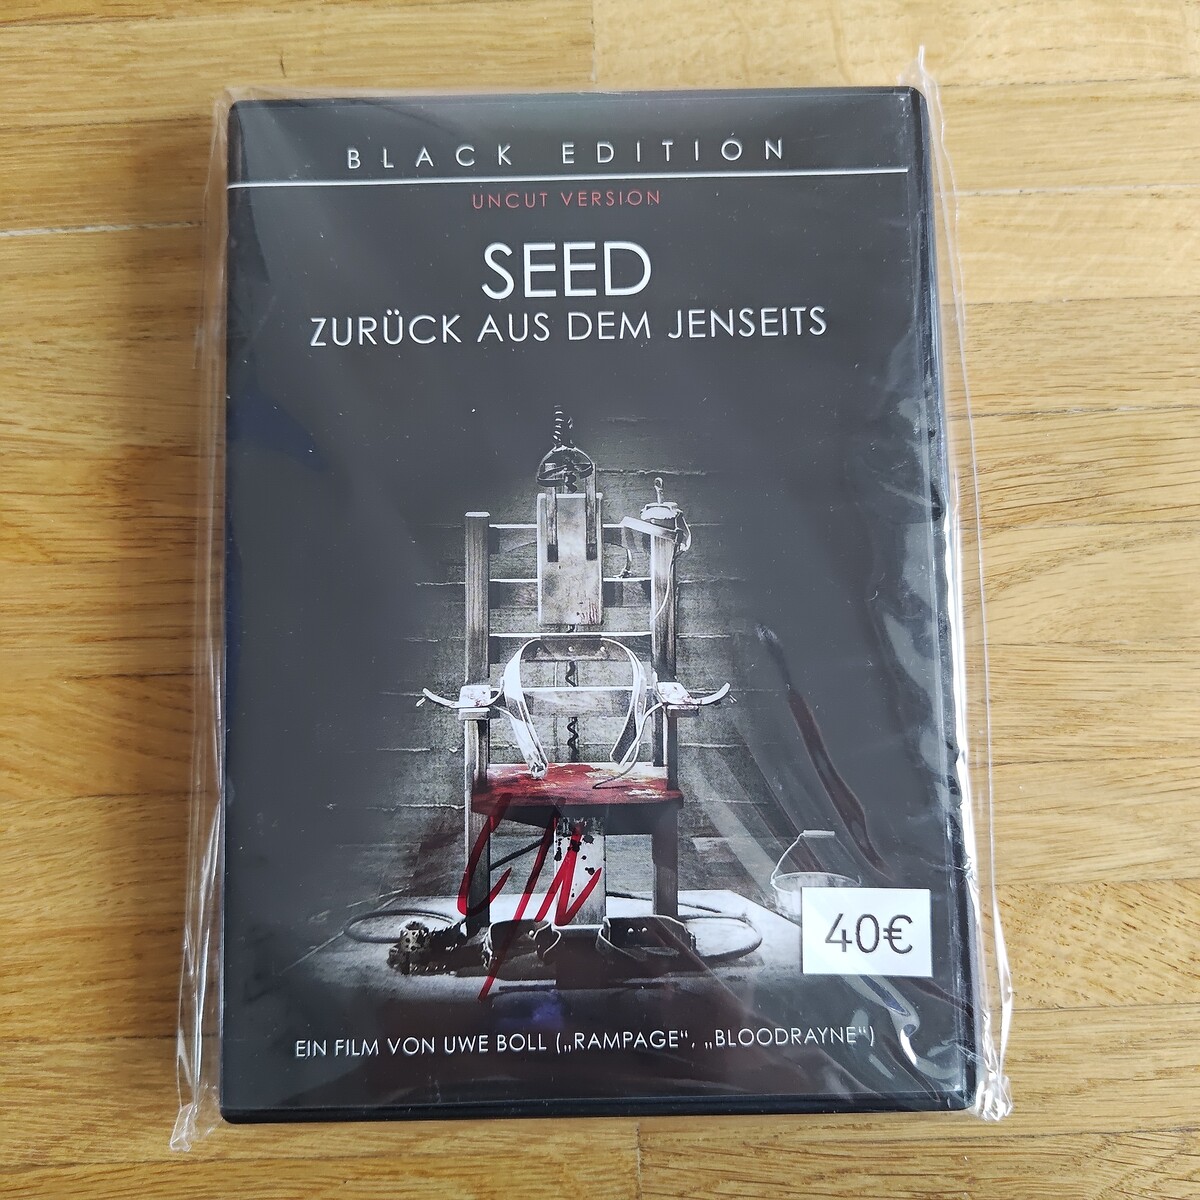 BLACK EDITION
UNCUT VERSION
SEED
ZURÜCK AUS DEM JENSEITS
40€
EIN FILM VON UWE BOLL („RAMPAGE“, „BLOODRAYNE“)